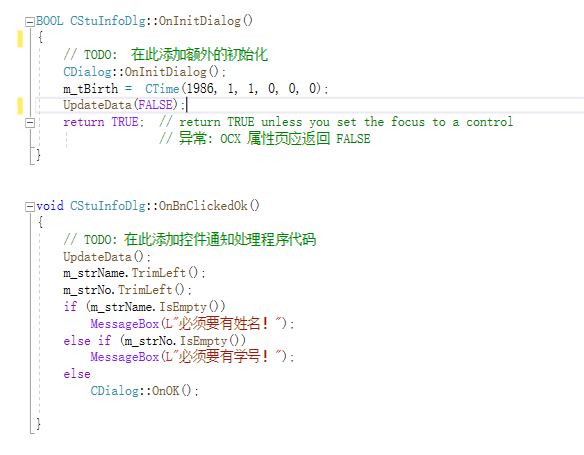 BOOL CStuInfoDlg::OnInitDialog()
{
// TODO: 在此添加额外的初始化
CDialog::OnInitDialog();
m_tBirth = CTime(1986, 1, 1, 0, 0, 0);
UpdateData(FALSE);
return TRUE; // return TRUE unless you set the focus to a control
// 异常: OCX 属性页应返回 FALSE
}
void CStuInfoDlg::OnBnClickedOk()
{
// TODO: 在此添加控件通知处理程序代码
UpdateData();
m_strName.TrimLeft();
m_strNo.TrimLeft();
if (m_strName.IsEmpty())
MessageBox(L"必须要有姓名！");
else if (m_strNo.IsEmpty())
MessageBox(L"必须要有学号！");
else
CDialog::OnOK();
}